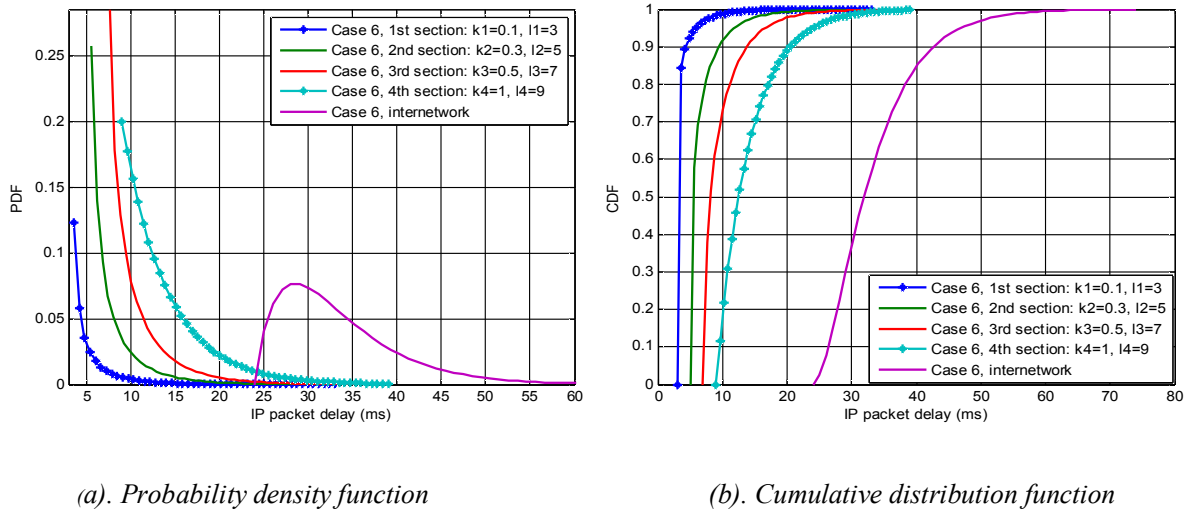 0.25
0.2
0.15
0.1
0.05
0
PDF
5 10 15 20 25 30 35 40 45 50 55 60
IP packet delay (ms)
Case 6, 1st section: k1=0.1, l1=3
Case 6, 2nd section: k2=0.3, l2=5
Case 6, 3rd section: k3=0.5, l3=7
Case 6, 4th section: k4=1, l4=9
Case 6, internetwork
1
0.9
0.8
0.7
0.6
0.5
0.4
0.3
0.2
0.1
0
CDF
0 10 20 30 40 50 60 70 80
IP packet delay (ms)
Case 6, 1st section: k1=0.1, l1=3
Case 6, 2nd section: k2=0.3, l2=5
Case 6, 3rd section: k3=0.5, l3=7
Case 6, 4th section: k4=1, l4=9
Case 6, internetwork
(a). Probability density function
(b). Cumulative distribution function